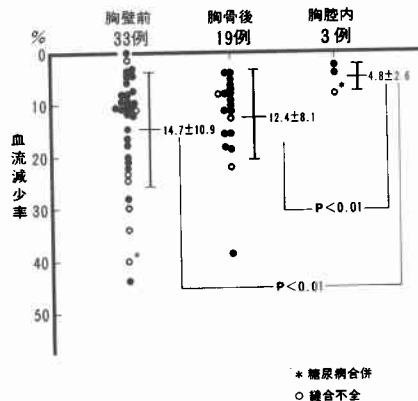 胸壁前 胸骨後 胸腔内
% 33例 19例 3例
0
10
20
30
40
50
血流減少率
14.7±10.9
12.4±8.1
*
4.8±2.6
P<0.01
*
P<0.01
* 糖尿病合併
○ 縫合不全